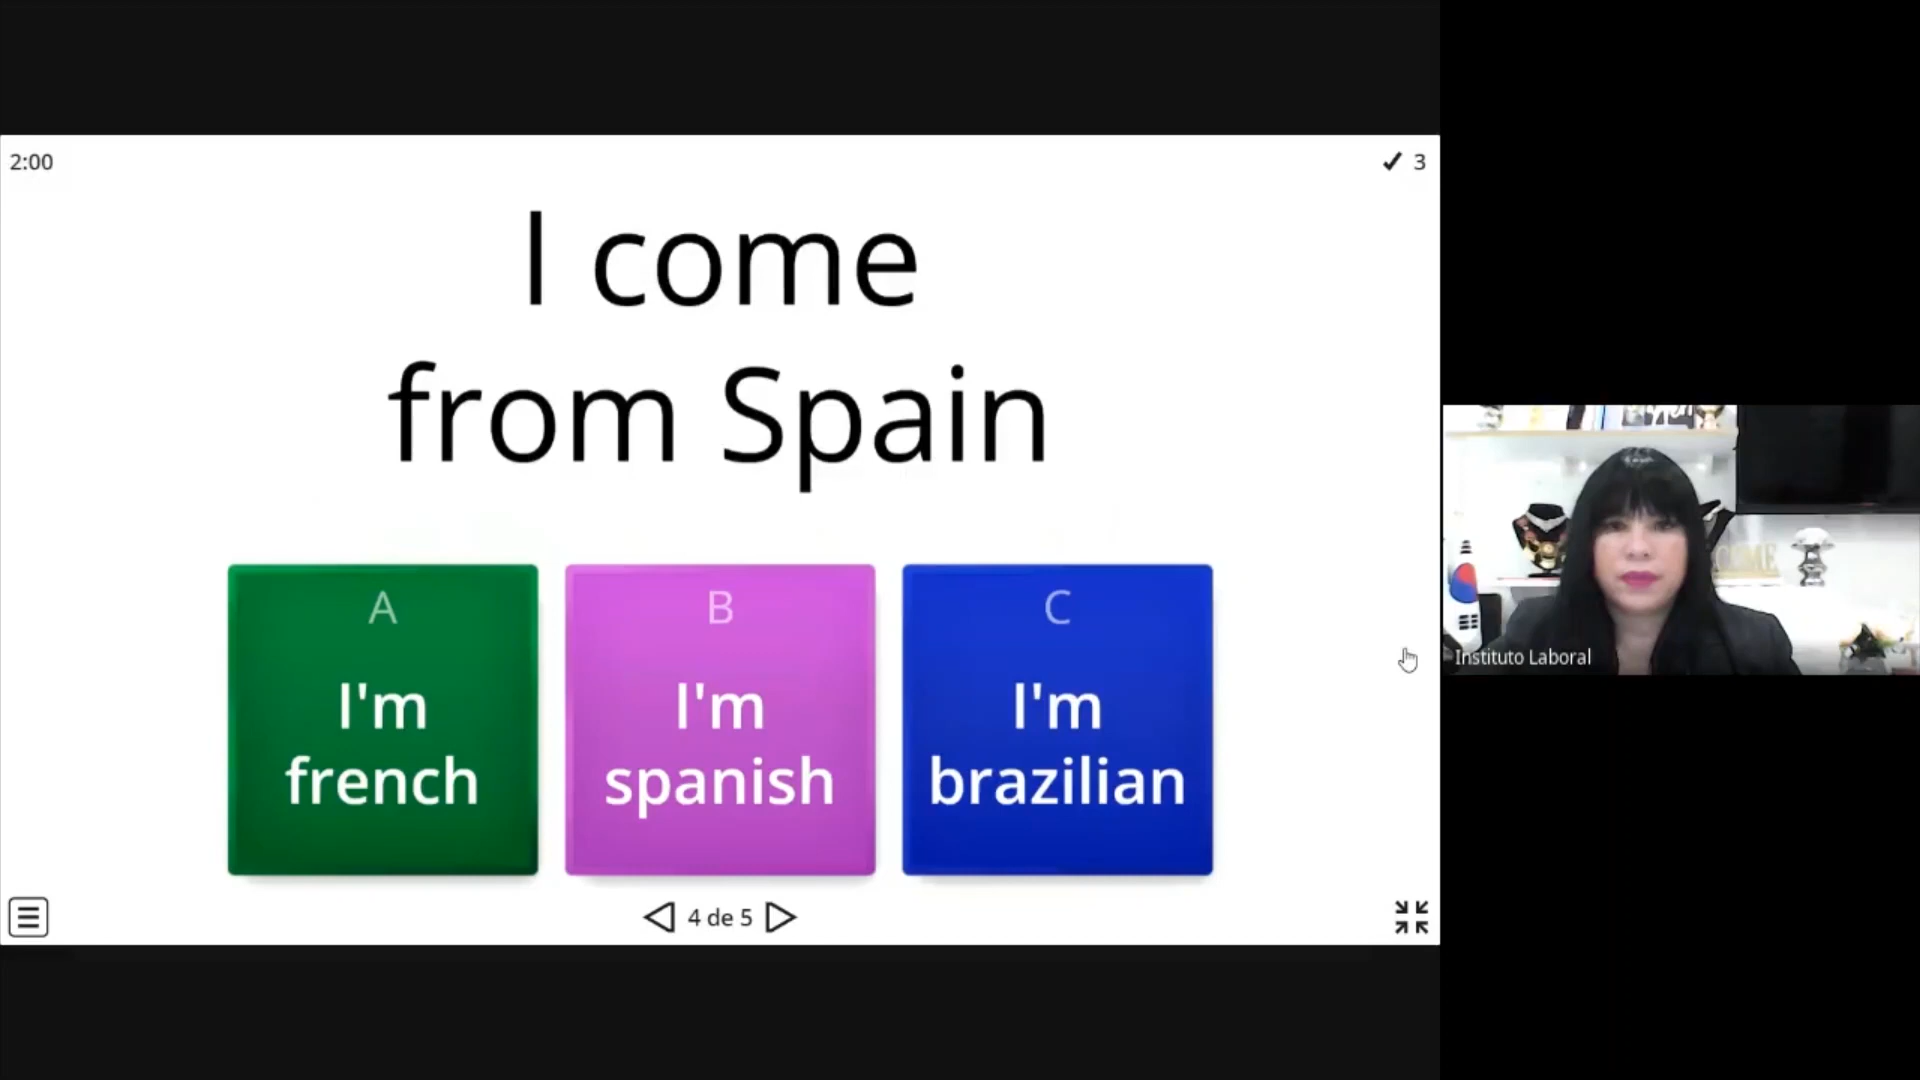 2:00
✓ 3
I come
from Spain
A
I'm
french
B
I'm
spanish
C
I'm
brazilian
4 de 5
Instituto Laboral